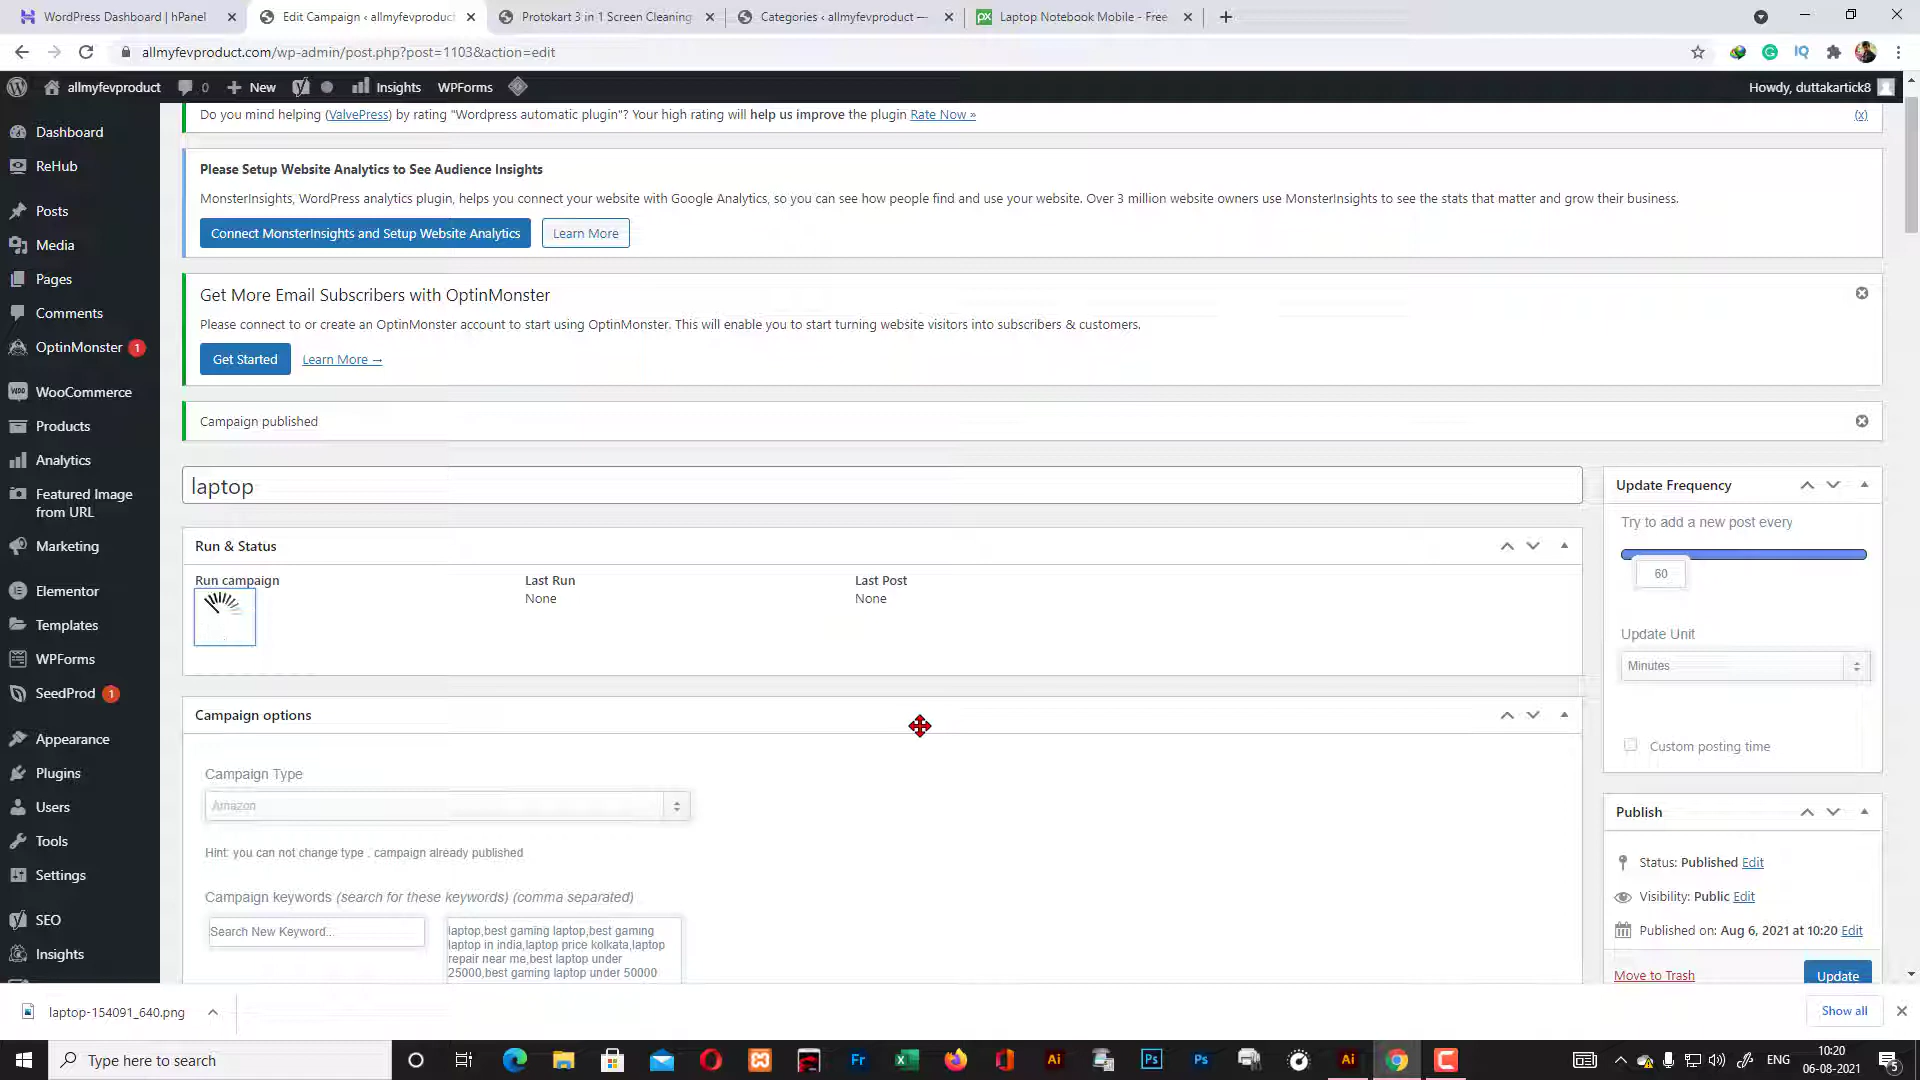 WordPress Dashboard | hPanel
Edit Campaign ‹ allmyfevproduct
Protokart 3 in 1 Screen Cleaning
Categories ‹ allmyfevproduct —
Laptop Notebook Mobile - Free
allmyfevproduct.com/wp-admin/post.php?post=1103&action=edit
allmyfevproduct
0
New
Insights
WPForms
Howdy, duttakartick8
Do you mind helping (ValvePress) by rating "Wordpress automatic plugin"? Your high rating will help us improve the plugin Rate Now »
(x)
Dashboard
ReHub
Posts
Media
Pages
Comments
OptinMonster 1
WooCommerce
Products
Analytics
Featured Image
from URL
Marketing
Elementor
Templates
WPForms
SeedProd 1
Appearance
Plugins
Users
Tools
Settings
SEO
Insights
Please Setup Website Analytics to See Audience Insights
MonsterInsights, WordPress analytics plugin, helps you connect your website with Google Analytics, so you can see how people find and use your website. Over 3 million website owners use MonsterInsights to see the stats that matter and grow their business.
Connect MonsterInsights and Setup Website Analytics
Learn More
Get More Email Subscribers with OptinMonster
Please connect to or create an OptinMonster account to start using OptinMonster. This will enable you to start turning website visitors into subscribers & customers.
Get Started
Learn More →
Campaign published
laptop
Run & Status
Run campaign
Last Run
None
Last Post
None
Campaign options
Campaign Type
Amazon
Hint: you can not change type . campaign already published
Campaign keywords (search for these keywords) (comma separated)
Search New Keyword...
laptop,best gaming laptop,best gaming
laptop in india,laptop price kolkata,laptop
repair near me,best laptop under
25000,best gaming laptop under 50000
Update Frequency
Try to add a new post every
60
Update Unit
Minutes
Custom posting time
Publish
Status: Published Edit
Visibility: Public Edit
Published on: Aug 6, 2021 at 10:20 Edit
Move to Trash
Update
laptop-154091_640.png
Show all
Type here to search
ENG
10:20
06-08-2021
5